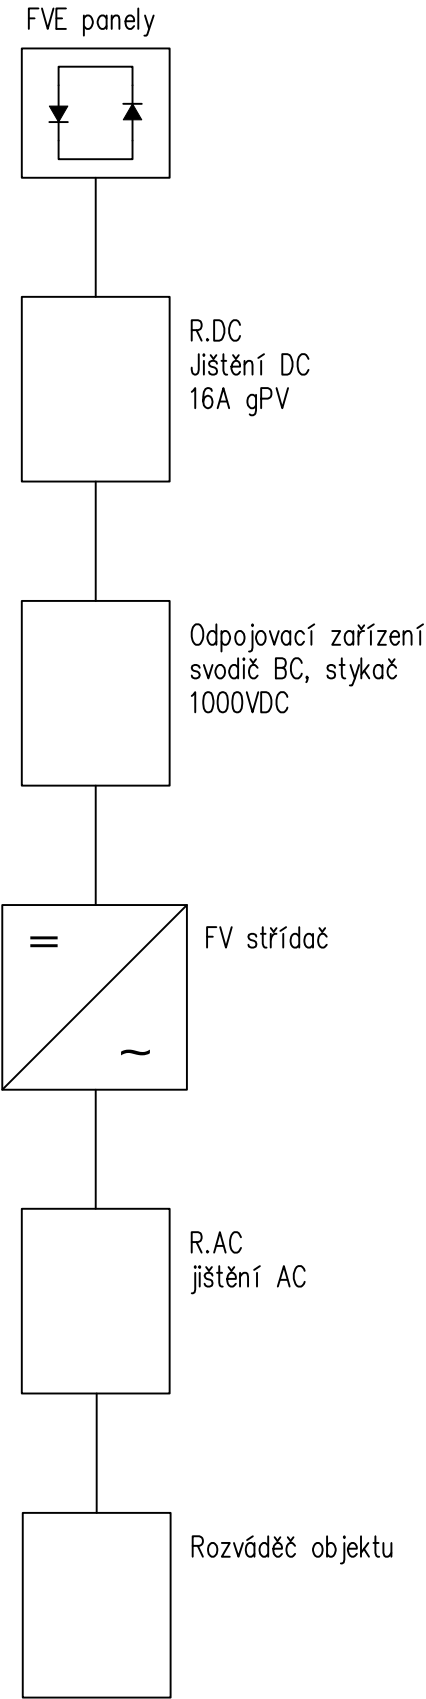 FVE panely
R.DC
Jištění DC
16A gPV
Odpojovací zařízení
svodič BC, stykač
1000VDC
=
FV střídač
~
R.AC
jištění AC
Rozváděč objektu